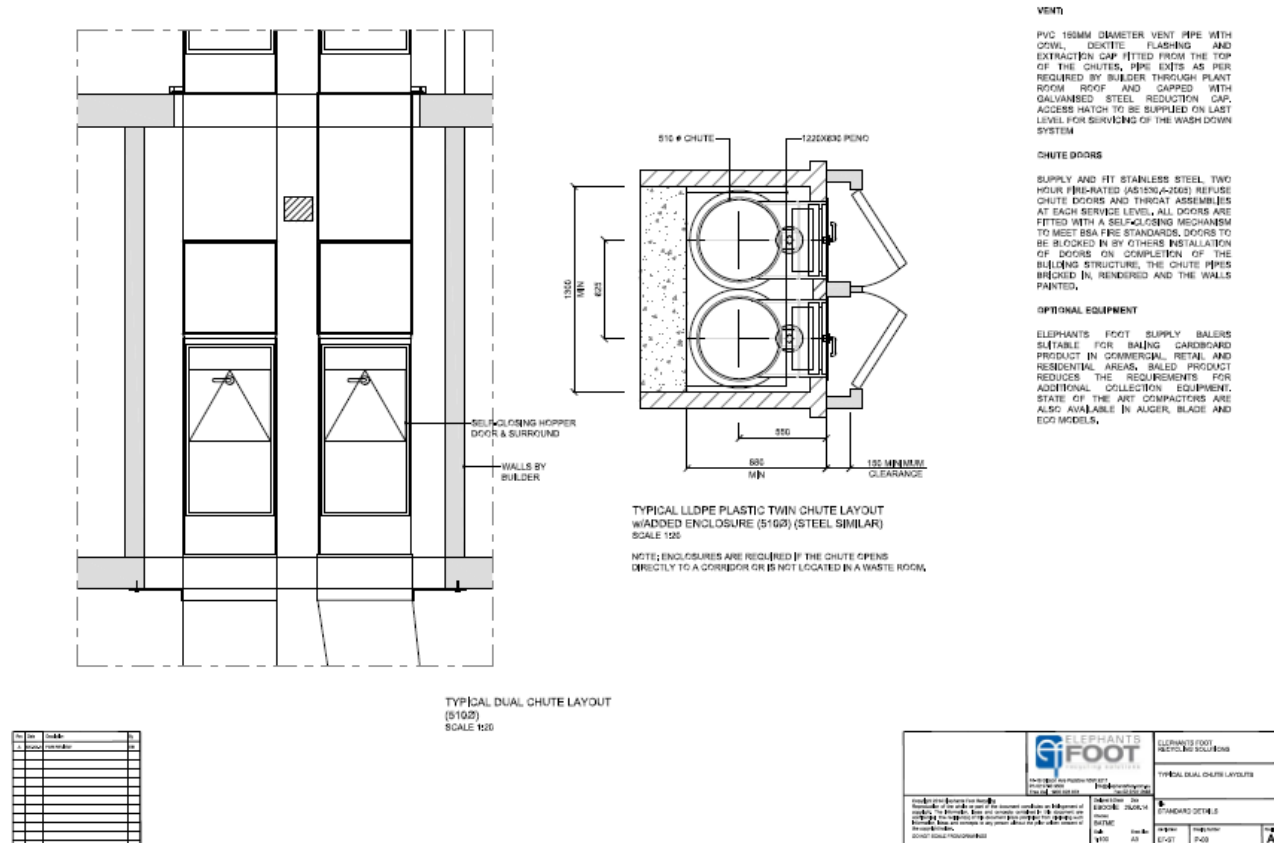 VENT:
PVC 150MM DIAMETER VENT PIPE WITH
COWL, DEKTITE FLASHING AND
EXTRACTION CAP FITTED FROM THE TOP
OF THE CHUTES, PIPE EXITS AS PER
REQUIRED BY BUILDER THROUGH PLANT
ROOM ROOF AND CAPPED WITH
GALVANISED STEEL REDUCTION CAP.
ACCESS HATCH TO BE SUPPLIED ON LAST
LEVEL FOR SERVICING OF THE WASH DOWN
SYSTEM
CHUTE DOORS
SUPPLY AND FIT STAINLESS STEEL, TWO
HOUR FIRE-RATED (AS1530.4-2005) REFUSE
CHUTE DOORS AND THROAT ASSEMBLIES
AT EACH SERVICE LEVEL. ALL DOORS ARE
FITTED WITH A SELF-CLOSING MECHANISM
TO MEET BSA FIRE STANDARDS. DOORS TO
BE BLOCKED IN BY OTHERS INSTALLATION
OF DOORS ON COMPLETION OF THE
BUILDING STRUCTURE, THE CHUTE PIPES
BRICKED IN, RENDERED AND THE WALLS
PAINTED.
OPTIONAL EQUIPMENT
ELEPHANTS FOOT SUPPLY BALERS
SUITABLE FOR BALING CARDBOARD
PRODUCT IN COMMERCIAL, RETAIL AND
RESIDENTIAL AREAS. BALED PRODUCT
REDUCES THE REQUIREMENTS FOR
ADDITIONAL COLLECTION EQUIPMENT.
STATE OF THE ART COMPACTORS ARE
ALSO AVAILABLE IN AUGER, BLADE AND
ECO MODELS.
510 ø CHUTE
1220X830 PENO
1300
MIN
625
550
MIN
150 MINIMUM
CLEARANCE
SELF-CLOSING HOPPER
DOOR & SURROUND
WALLS BY
BUILDER
TYPICAL LLDPE PLASTIC TWIN CHUTE LAYOUT
w/ADDED ENCLOSURE (510Ø) (STEEL SIMILAR)
SCALE 1:20
NOTE: ENCLOSURES ARE REQUIRED IF THE CHUTE OPENS
DIRECTLY TO A CORRIDOR OR IS NOT LOCATED IN A WASTE ROOM.
TYPICAL DUAL CHUTE LAYOUT
(510Ø)
SCALE 1:20
Rev Date Description By
ELEPHANTS
FOOT
recycling solutions
ELEPHANTS FOOT
RECYCLING SOLUTIONS
TYPICAL DUAL CHUTE LAYOUTS
STANDARD DETAILS
DO NOT SCALE FROM DRAWINGS
A3